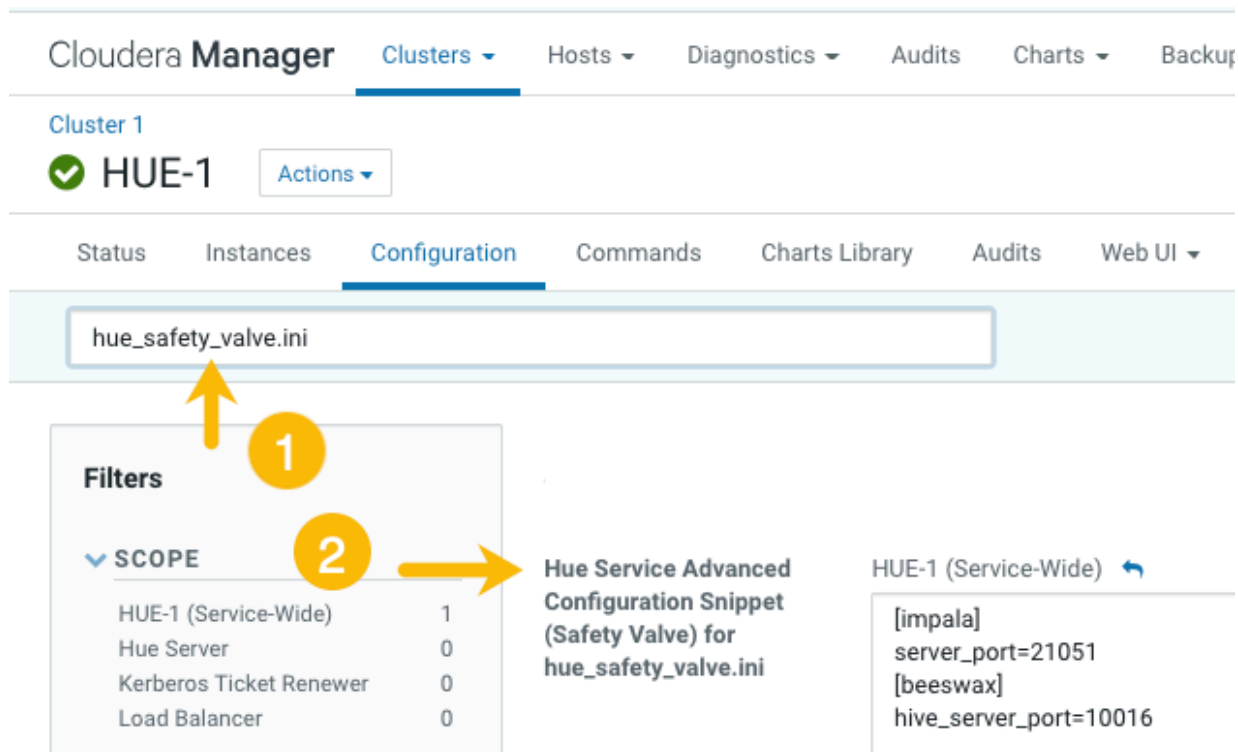 Cloudera Manager Clusters Hosts Diagnostics Audits Charts Backup
Cluster 1
HUE-1 Actions
Status Instances Configuration Commands Charts Library Audits Web UI
hue_safety_valve.ini
1
Filters
2
SCOPE
HUE-1 (Service-Wide) 1
Hue Server 0
Kerberos Ticket Renewer 0
Load Balancer 0
Hue Service Advanced
Configuration Snippet
(Safety Valve) for
hue_safety_valve.ini
HUE-1 (Service-Wide)
[impala]
server_port=21051
[beeswax]
hive_server_port=10016